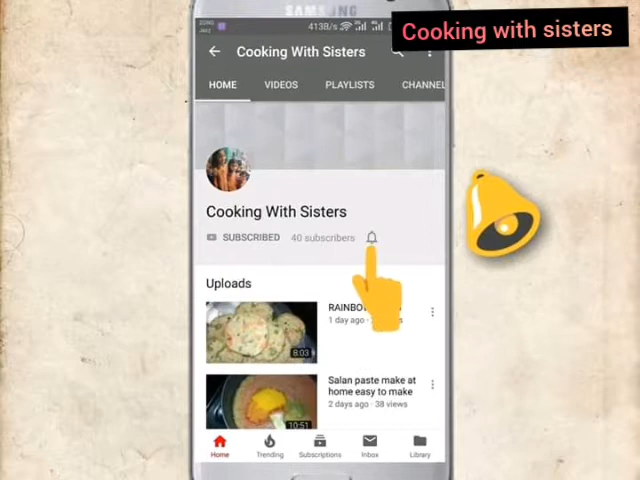 Cooking with sisters
SAMSUNG
413B/s
Cooking With Sisters
HOME VIDEOS PLAYLISTS CHANNEL
Cooking With Sisters
SUBSCRIBED 40 subscribers
Uploads
1 day ago
8:03
Salan paste make at
home easy to make
2 days ago - 38 views
10:51
Home Trending Subscriptions Inbox Library